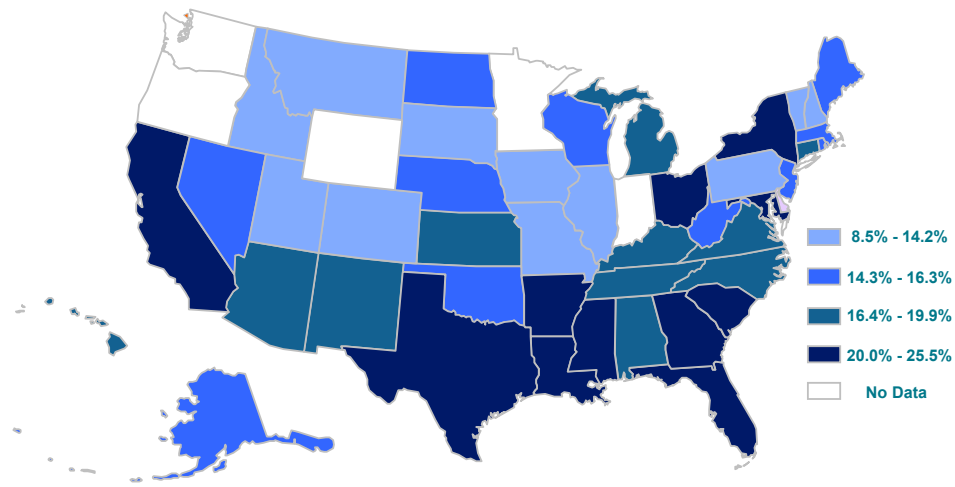 8.5% - 14.2%
14.3% - 16.3%
16.4% - 19.9%
20.0% - 25.5%
No Data